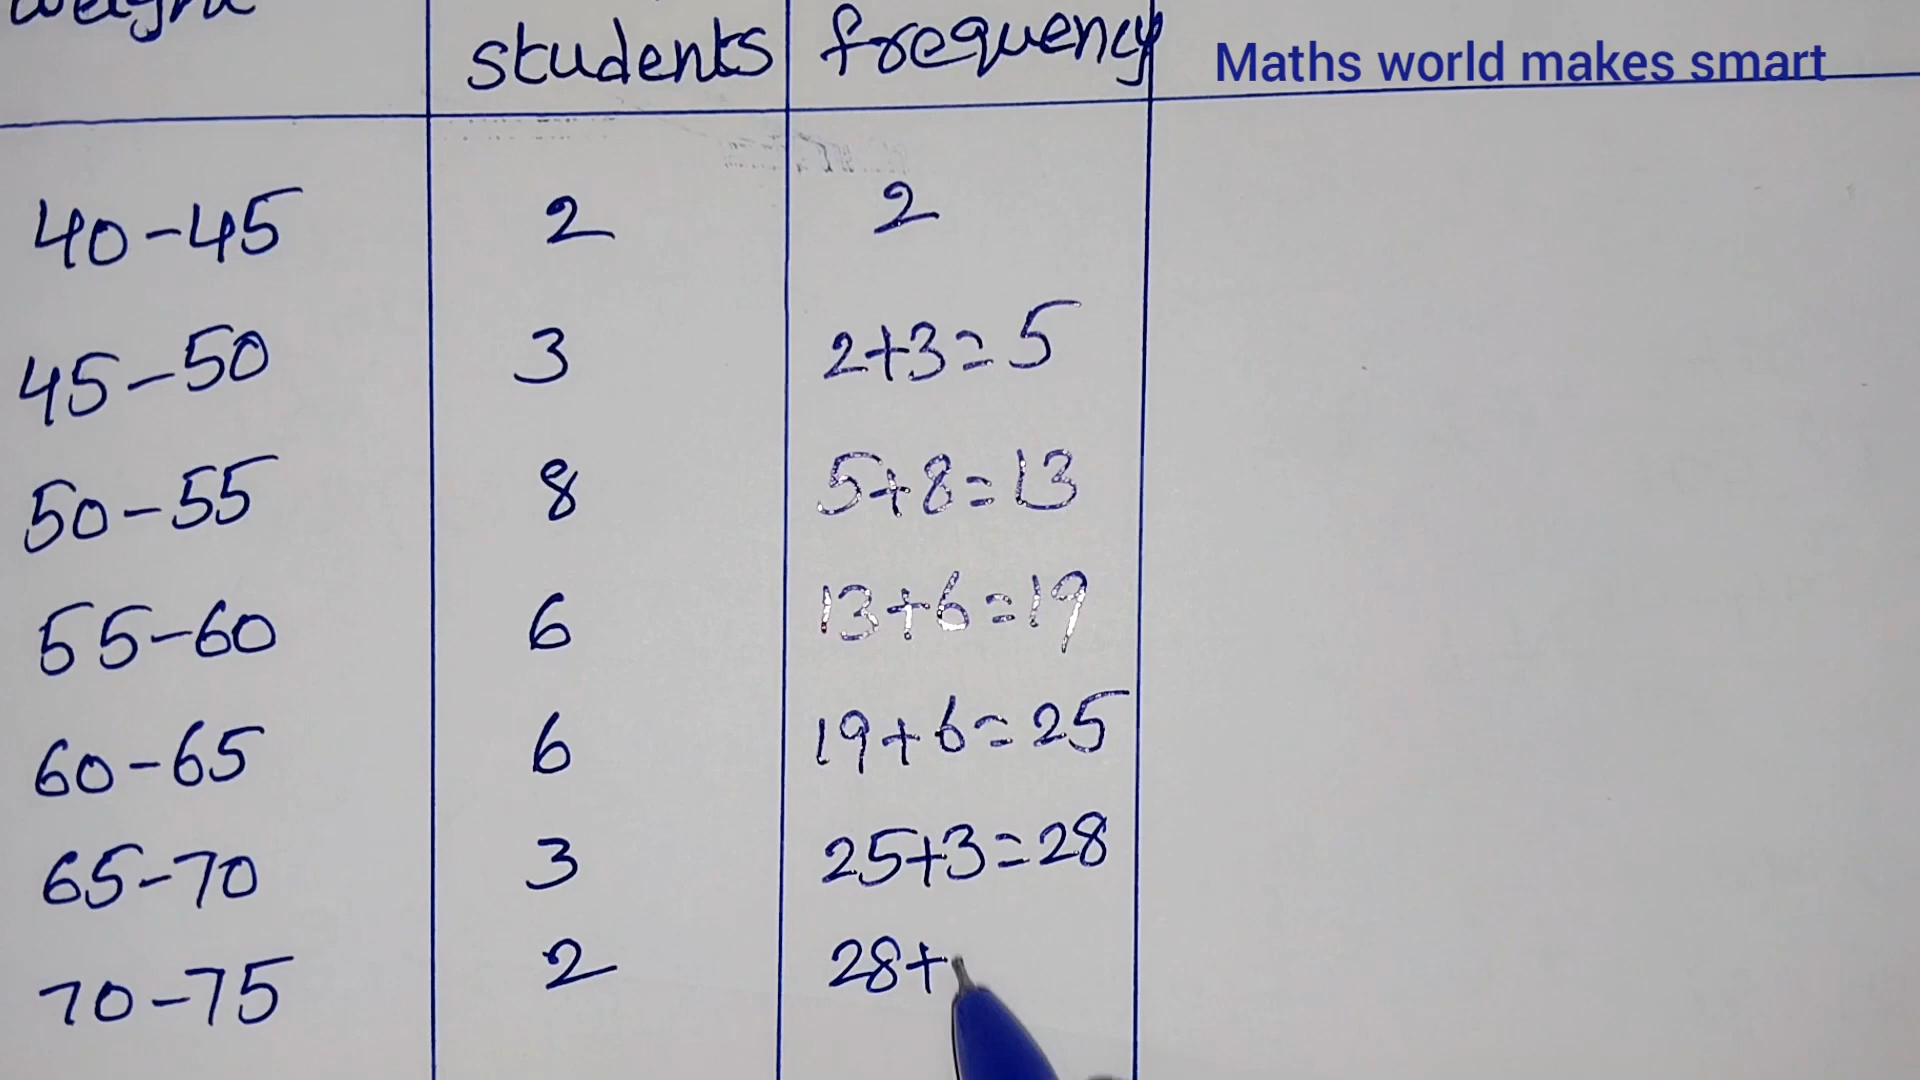 students frequency Maths world makes smart
40-45 2 2
45-50 3 2+3=5
50-55 8 5+8=13
55-60 6 13+6=19
60-65 6 19+6=25
65-70 3 25+3=28
70-75 2 28+